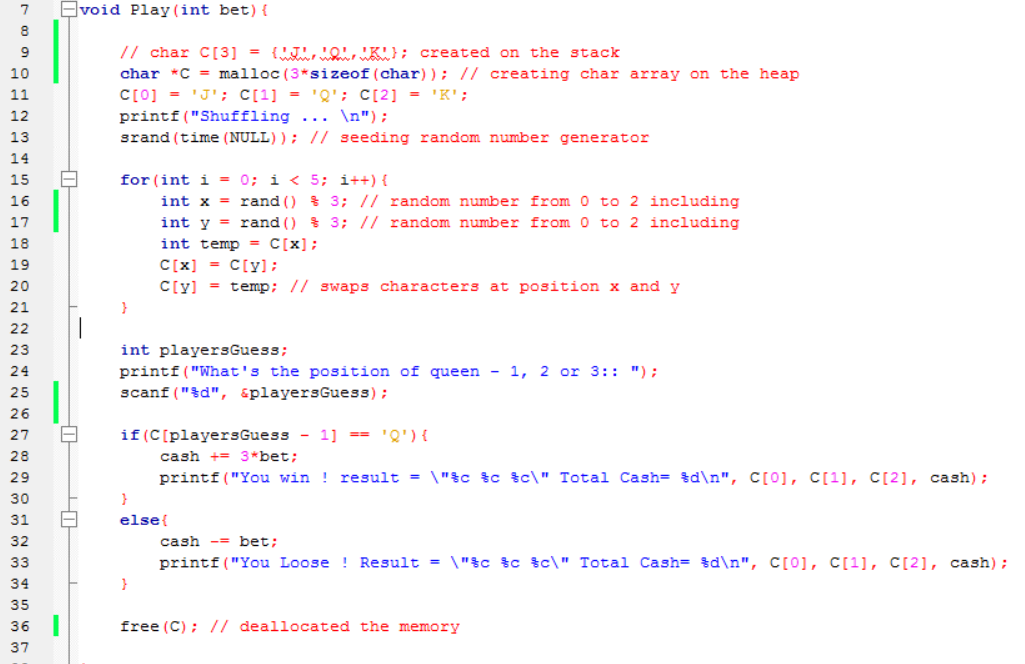 7 void Play(int bet){
8
9 // char C[3] = {'J','Q','K'}; created on the stack
10 char *C = malloc(3*sizeof(char)); // creating char array on the heap
11 C[0] = 'J'; C[1] = 'Q'; C[2] = 'K';
12 printf("Shuffling ... \n");
13 srand(time(NULL)); // seeding random number generator
14
15 for(int i = 0; i < 5; i++){
16 int x = rand() % 3; // random number from 0 to 2 including
17 int y = rand() % 3; // random number from 0 to 2 including
18 int temp = C[x];
19 C[x] = C[y];
20 C[y] = temp; // swaps characters at position x and y
21 }
22
23 int playersGuess;
24 printf("What's the position of queen - 1, 2 or 3:: ");
25 scanf("%d", &playersGuess);
26
27 if(C[playersGuess - 1] == 'Q'){
28 cash += 3*bet;
29 printf("You win ! result = \"%c %c %c\" Total Cash= %d\n", C[0], C[1], C[2], cash);
30 }
31 else{
32 cash -= bet;
33 printf("You Loose ! Result = \"%c %c %c\" Total Cash= %d\n", C[0], C[1], C[2], cash);
34 }
35
36 free(C); // deallocated the memory
37